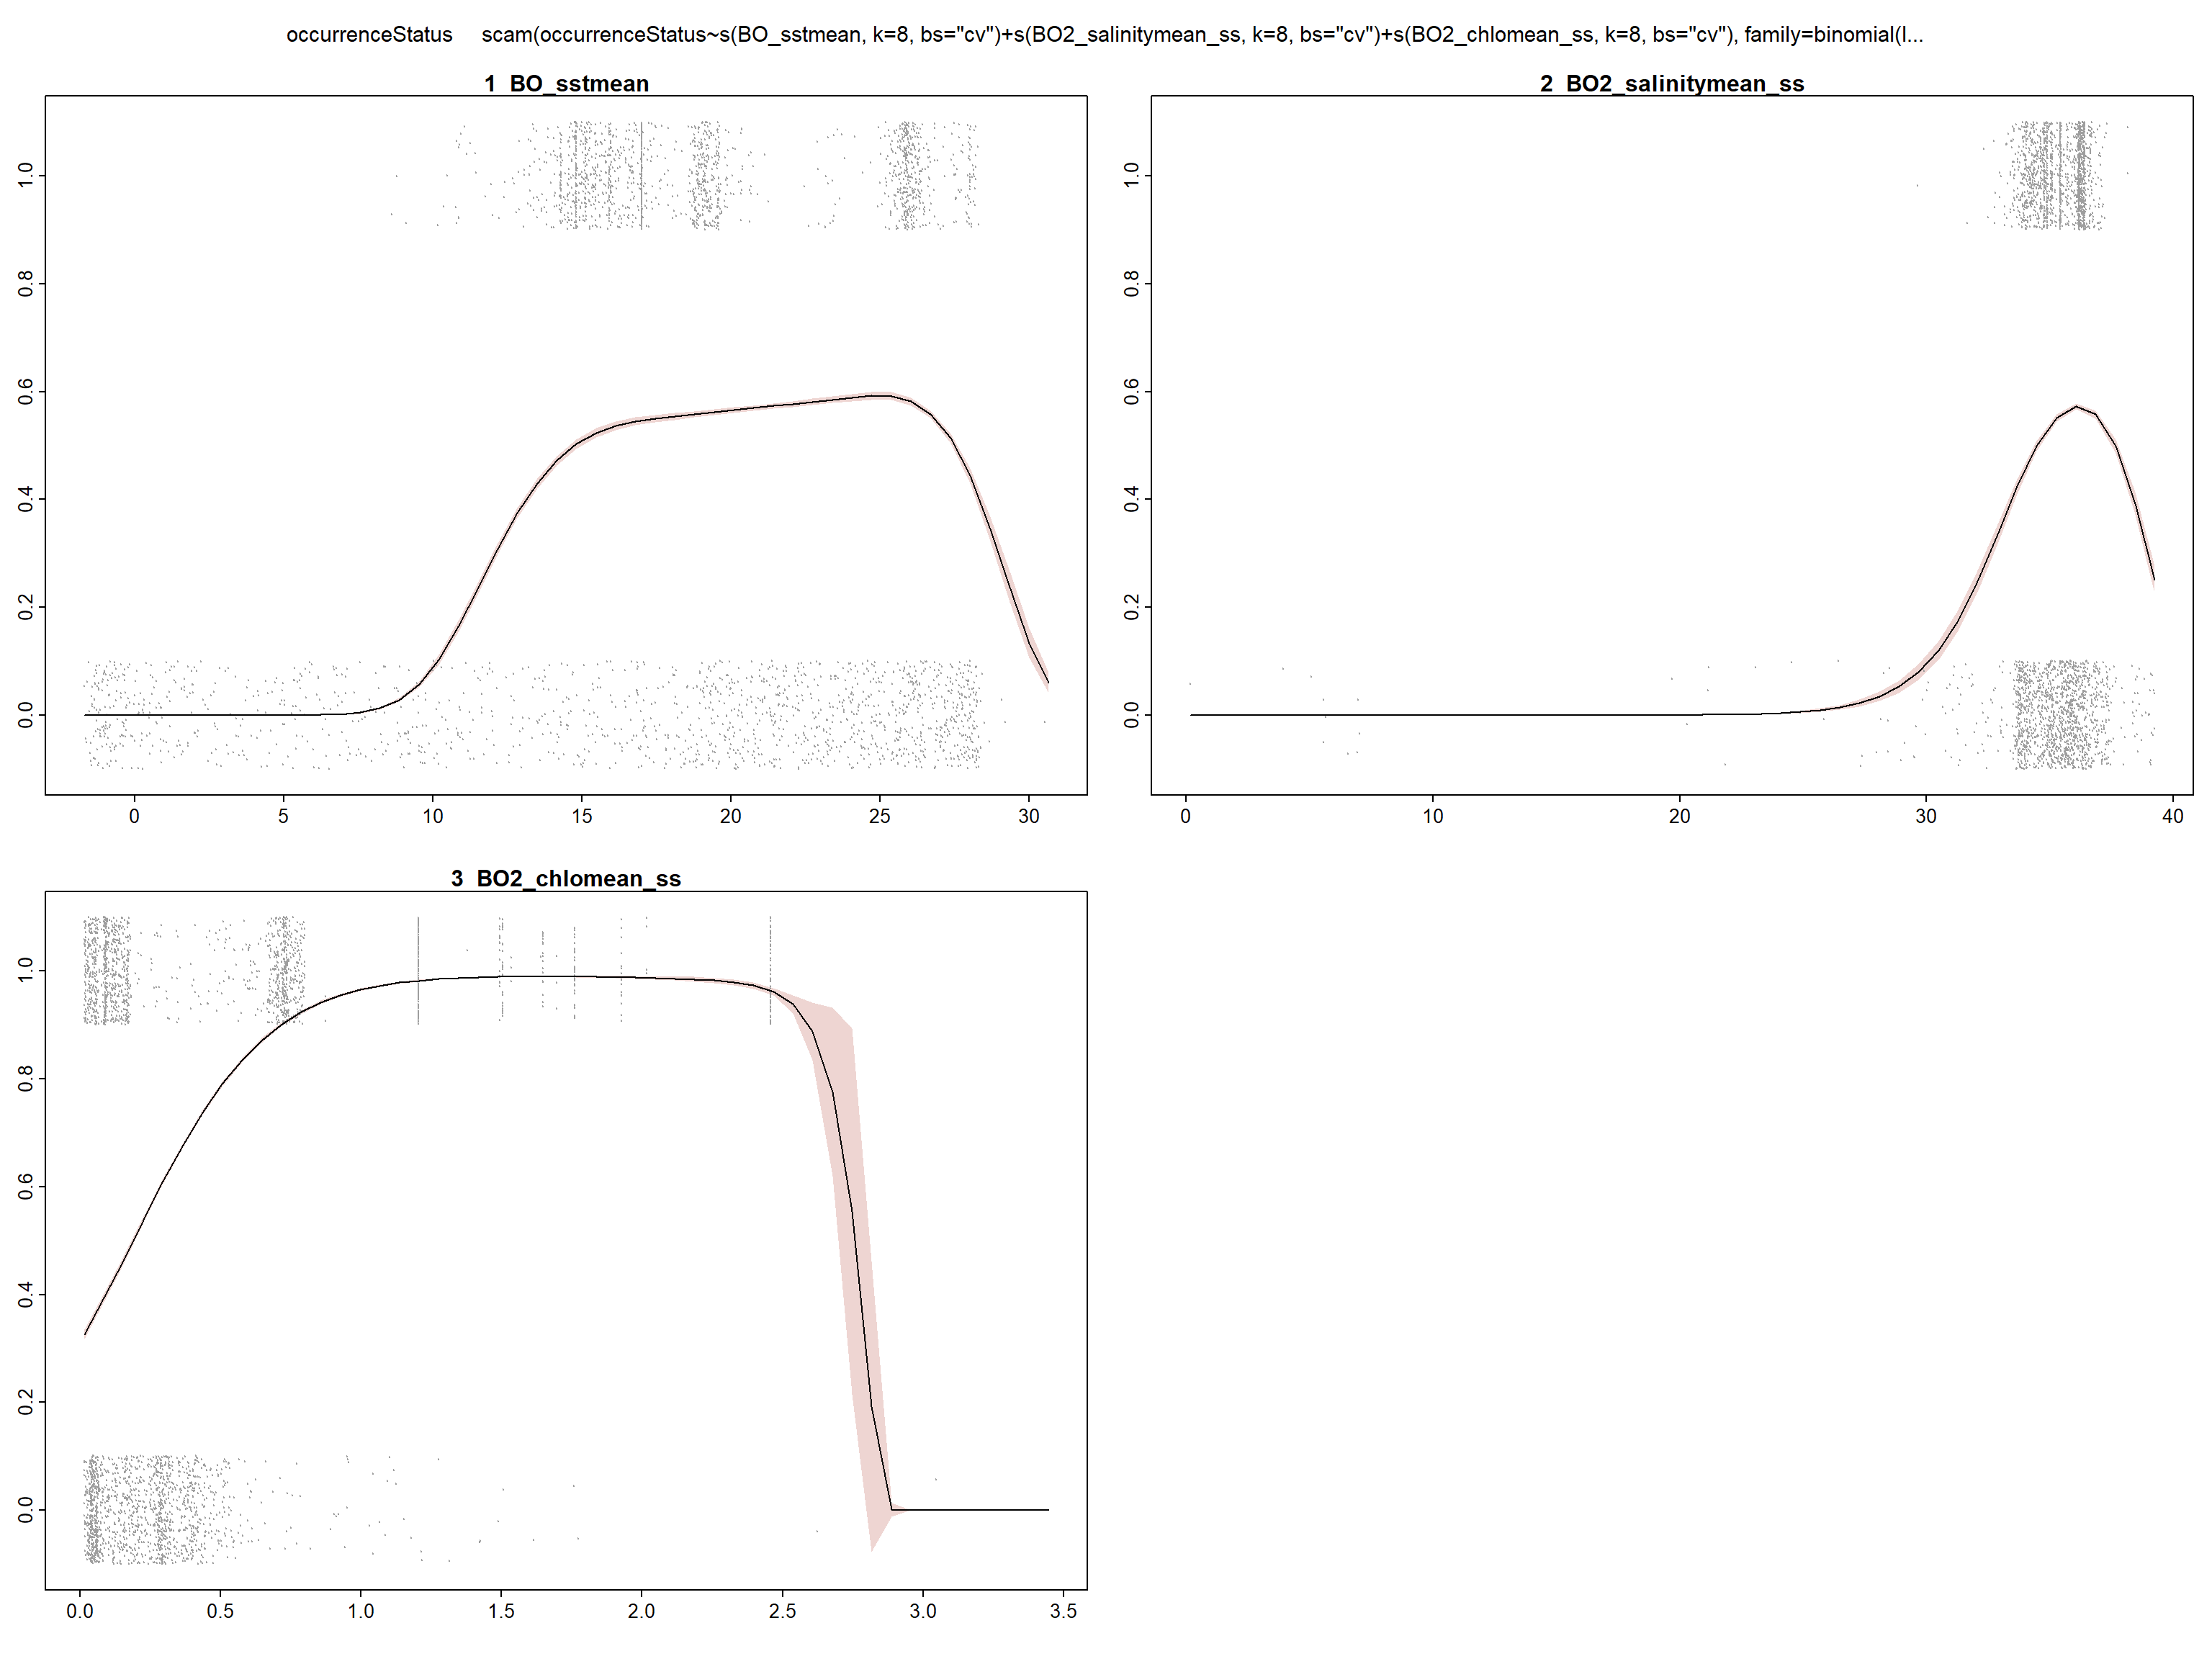 occurrenceStatus scam(occurrenceStatus~s(BO_sstmean, k=8, bs="cv")+s(BO2_salinitymean_ss, k=8, bs="cv")+s(BO2_chlomean_ss, k=8, bs="cv"), family=binomial(l...
1 BO_sstmean
1.0
0.8
0.6
0.4
0.2
0.0
0 5 10 15 20 25 30
2 BO2_salinitymean_ss
1.0
0.8
0.6
0.4
0.2
0.0
0 10 20 30 40
3 BO2_chlomean_ss
1.0
0.8
0.6
0.4
0.2
0.0
0.0 0.5 1.0 1.5 2.0 2.5 3.0 3.5